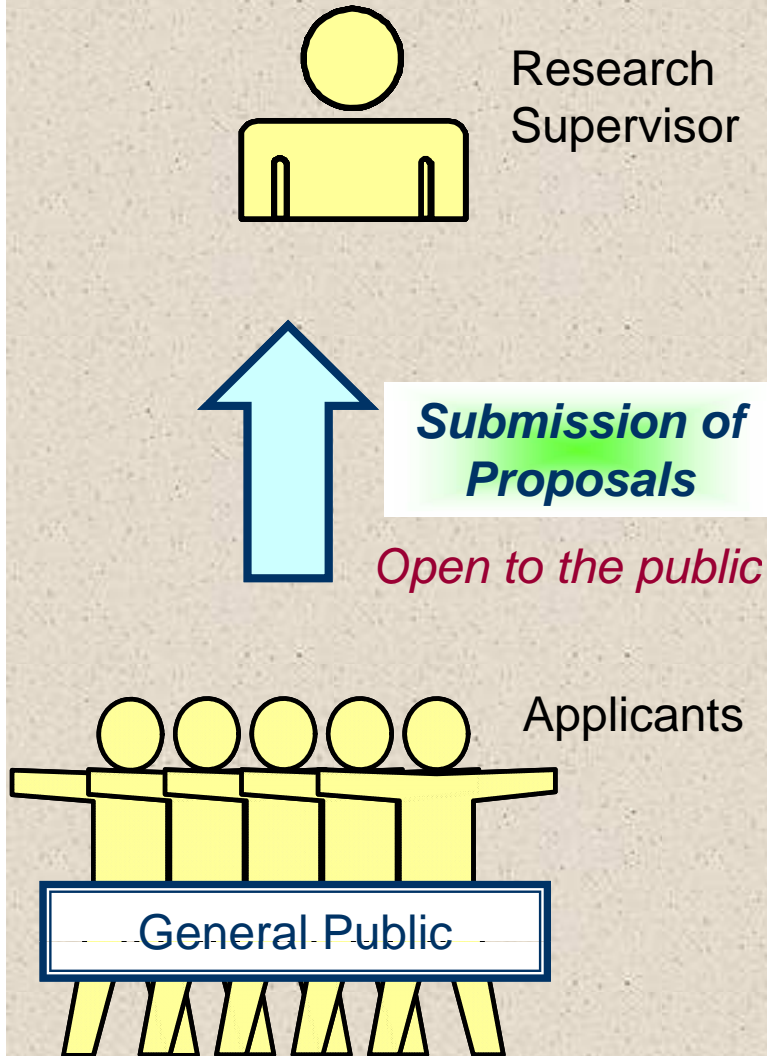 Research
Supervisor
Submission of
Proposals
Open to the public
Applicants
General Public